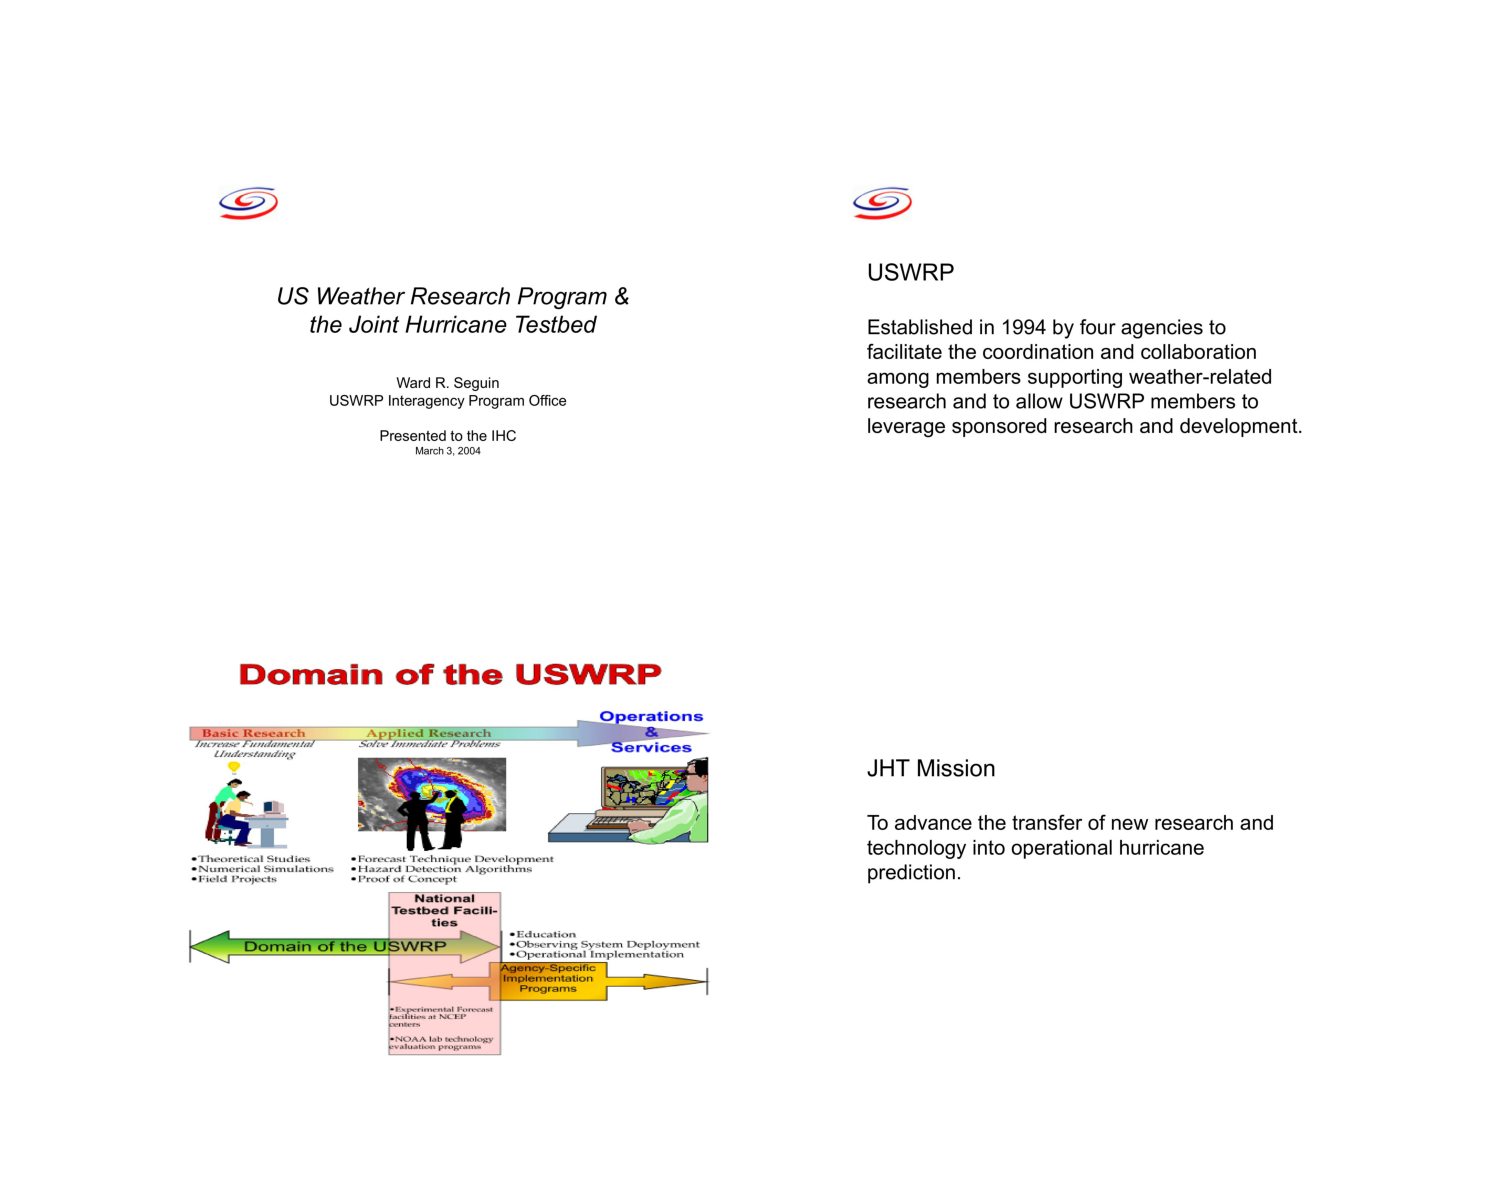 US Weather Research Program &
the Joint Hurricane Testbed
Ward R. Seguin
USWRP Interagency Program Office
Presented to the IHC
March 3, 2004
USWRP
Established in 1994 by four agencies to
facilitate the coordination and collaboration
among members supporting weather-related
research and to allow USWRP members to
leverage sponsored research and development.
Domain of the USWRP
Operations
&
Services
Basic Research
Increase Fundamental
Understanding
Applied Research
Solve Immediate Problems
•Theoretical Studies
•Numerical Simulations
•Field Projects
•Forecast Technique Development
•Hazard Detection Algorithms
•Proof of Concept
National
Testbed Facili-
ties
Domain of the USWRP
•Education
•Observing System Deployment
•Operational Implementation
Agency-Specific
Implementation
Programs
•Experimental Forecast
facilities at NCEP
centers
•NOAA lab technology
evaluation programs
JHT Mission
To advance the transfer of new research and
technology into operational hurricane
prediction.